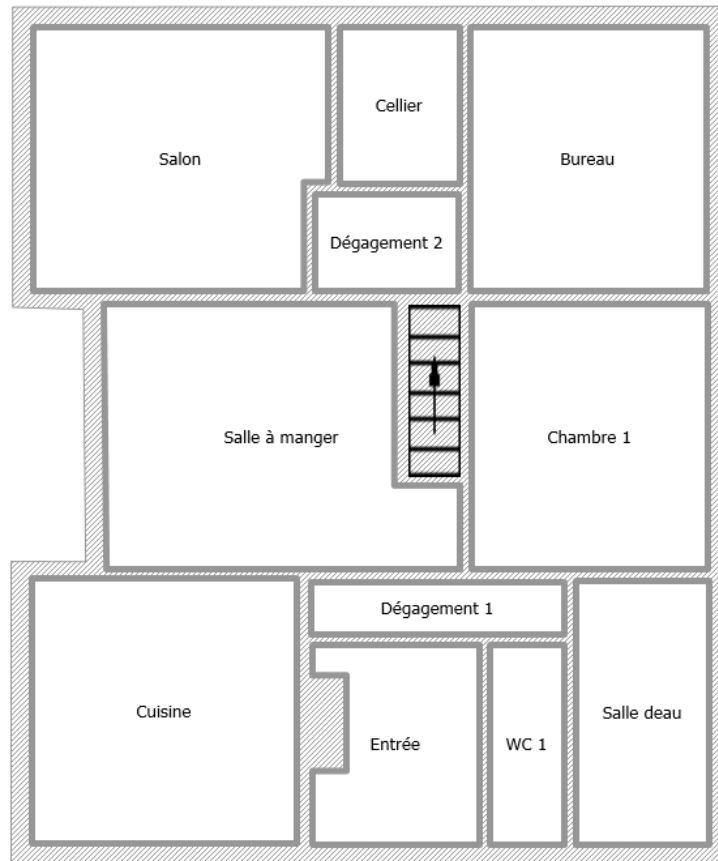 Cellier
Salon
Bureau
Dégagement 2
Salle à manger
Chambre 1
Dégagement 1
Cuisine
Salle deau
Entrée
WC 1